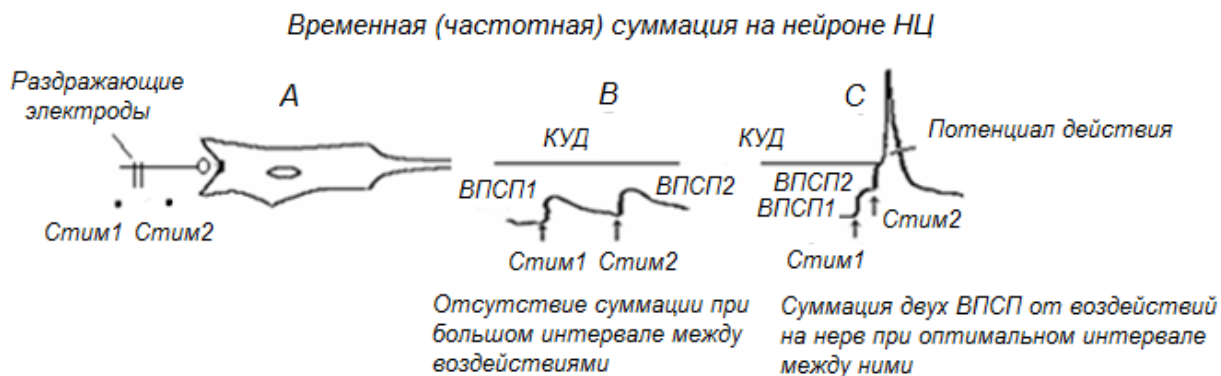 Временная (частотная) суммация на нейроне НЦ
Раздражающие
электроды
Стим1 Стим2
А
В
КУД
ВПСП1
ВПСП2
Стим1 Стим2
Отсутствие суммации при
большом интервале между
воздействиями
С
КУД
Потенциал действия
ВПСП2
ВПСП1
Стим2
Стим1
Суммация двух ВПСП от воздействий
на нерв при оптимальном интервале
между ними